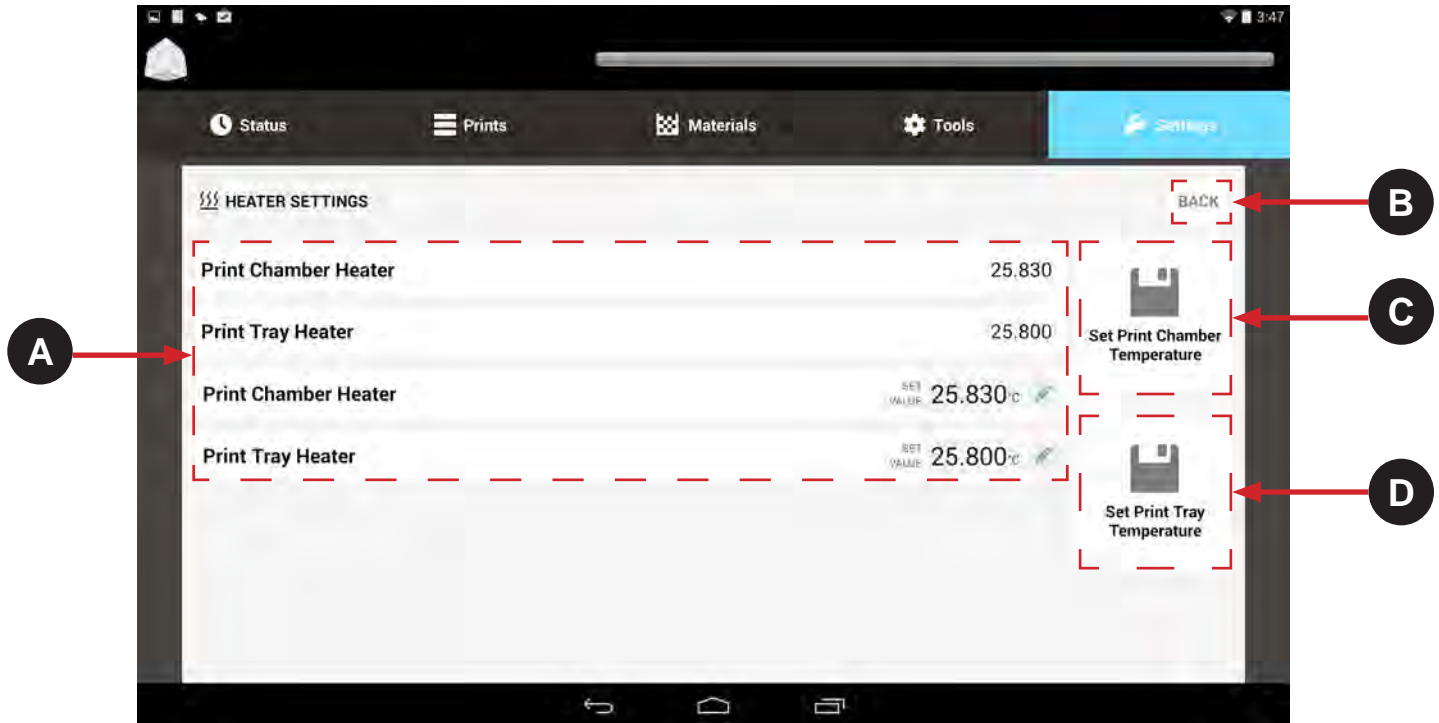 3:47
Status Prints Materials Tools Settings
HEATER SETTINGS
BACK
B
Print Chamber Heater 25.830
Print Tray Heater 25.800
Print Chamber Heater SET VALUE 25.830°C
Print Tray Heater SET VALUE 25.800°C
A
Set Print Chamber
Temperature
C
Set Print Tray
Temperature
D